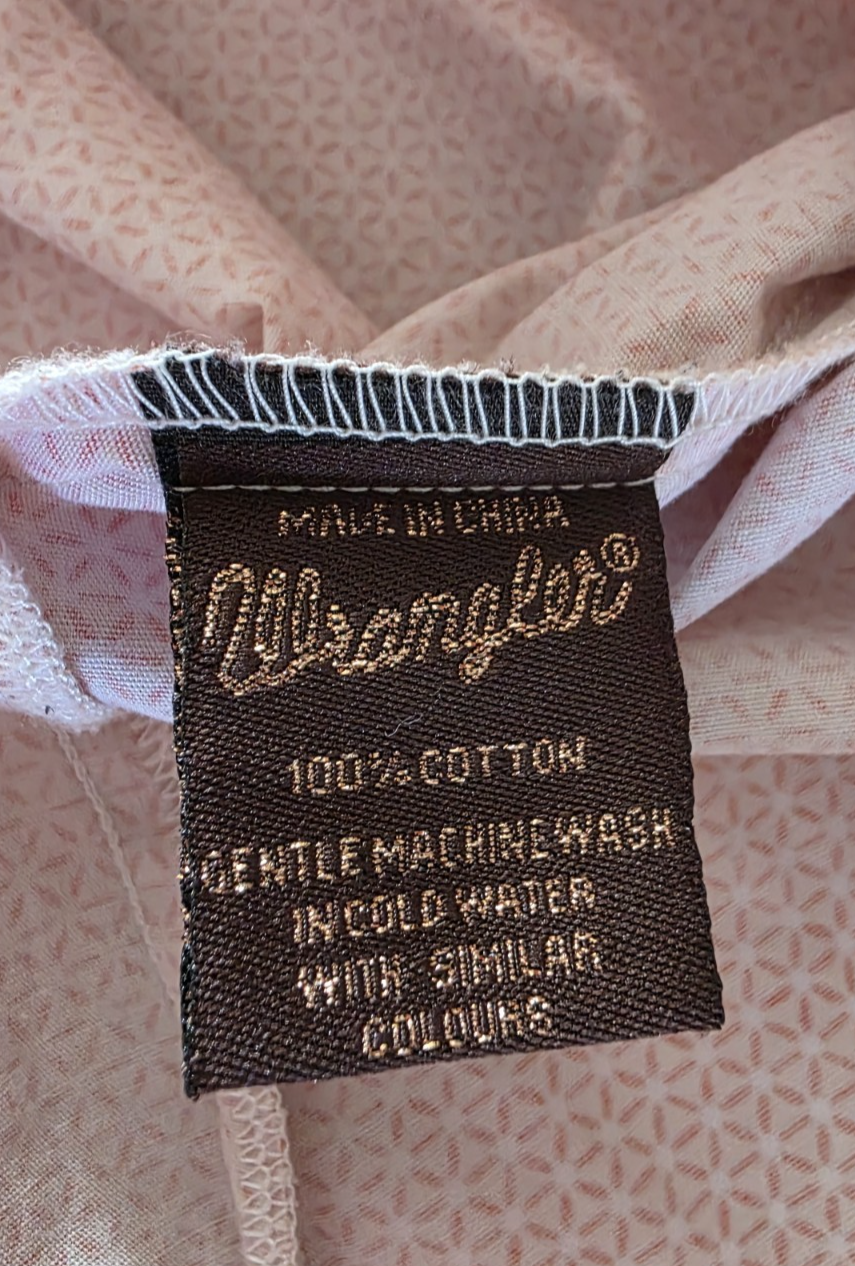 MADE IN CHINA
Wrangler®
100% COTTON
GENTLE MACHINE WASH
IN COLD WATER
WITH SIMILAR
COLOURS